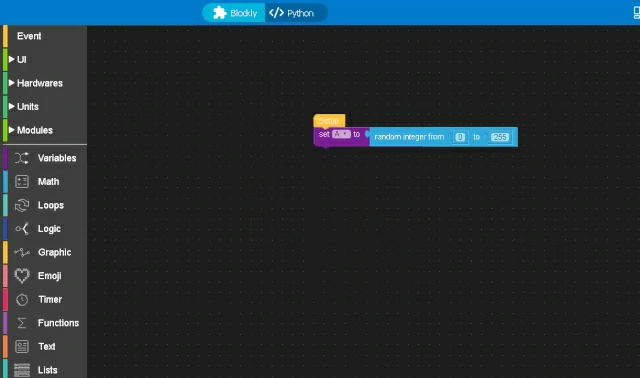 Blockly
Python
Event
UI
Hardwares
Units
Modules
Variables
Math
Loops
Logic
Graphic
Emoji
Timer
Functions
Text
Lists
Setup
set A to random integer from 0 to 255